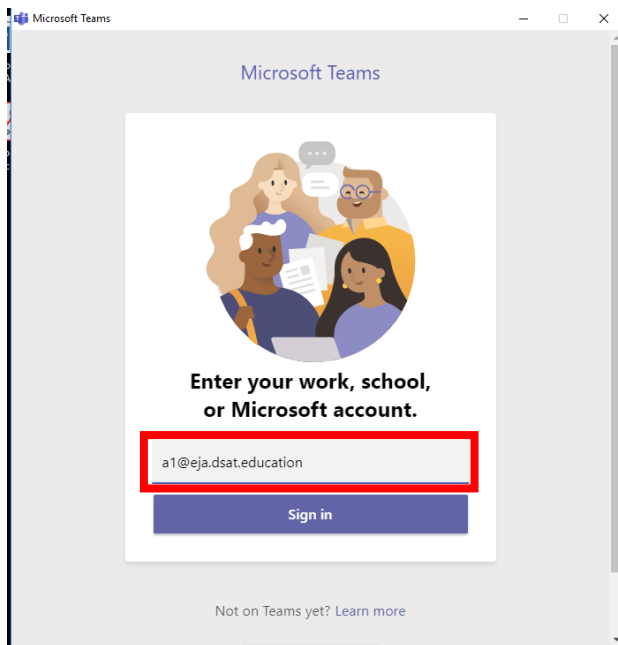 Microsoft Teams
Microsoft Teams
Enter your work, school,
or Microsoft account.
a1@eja.dsat.education
Sign in
Not on Teams yet? Learn more